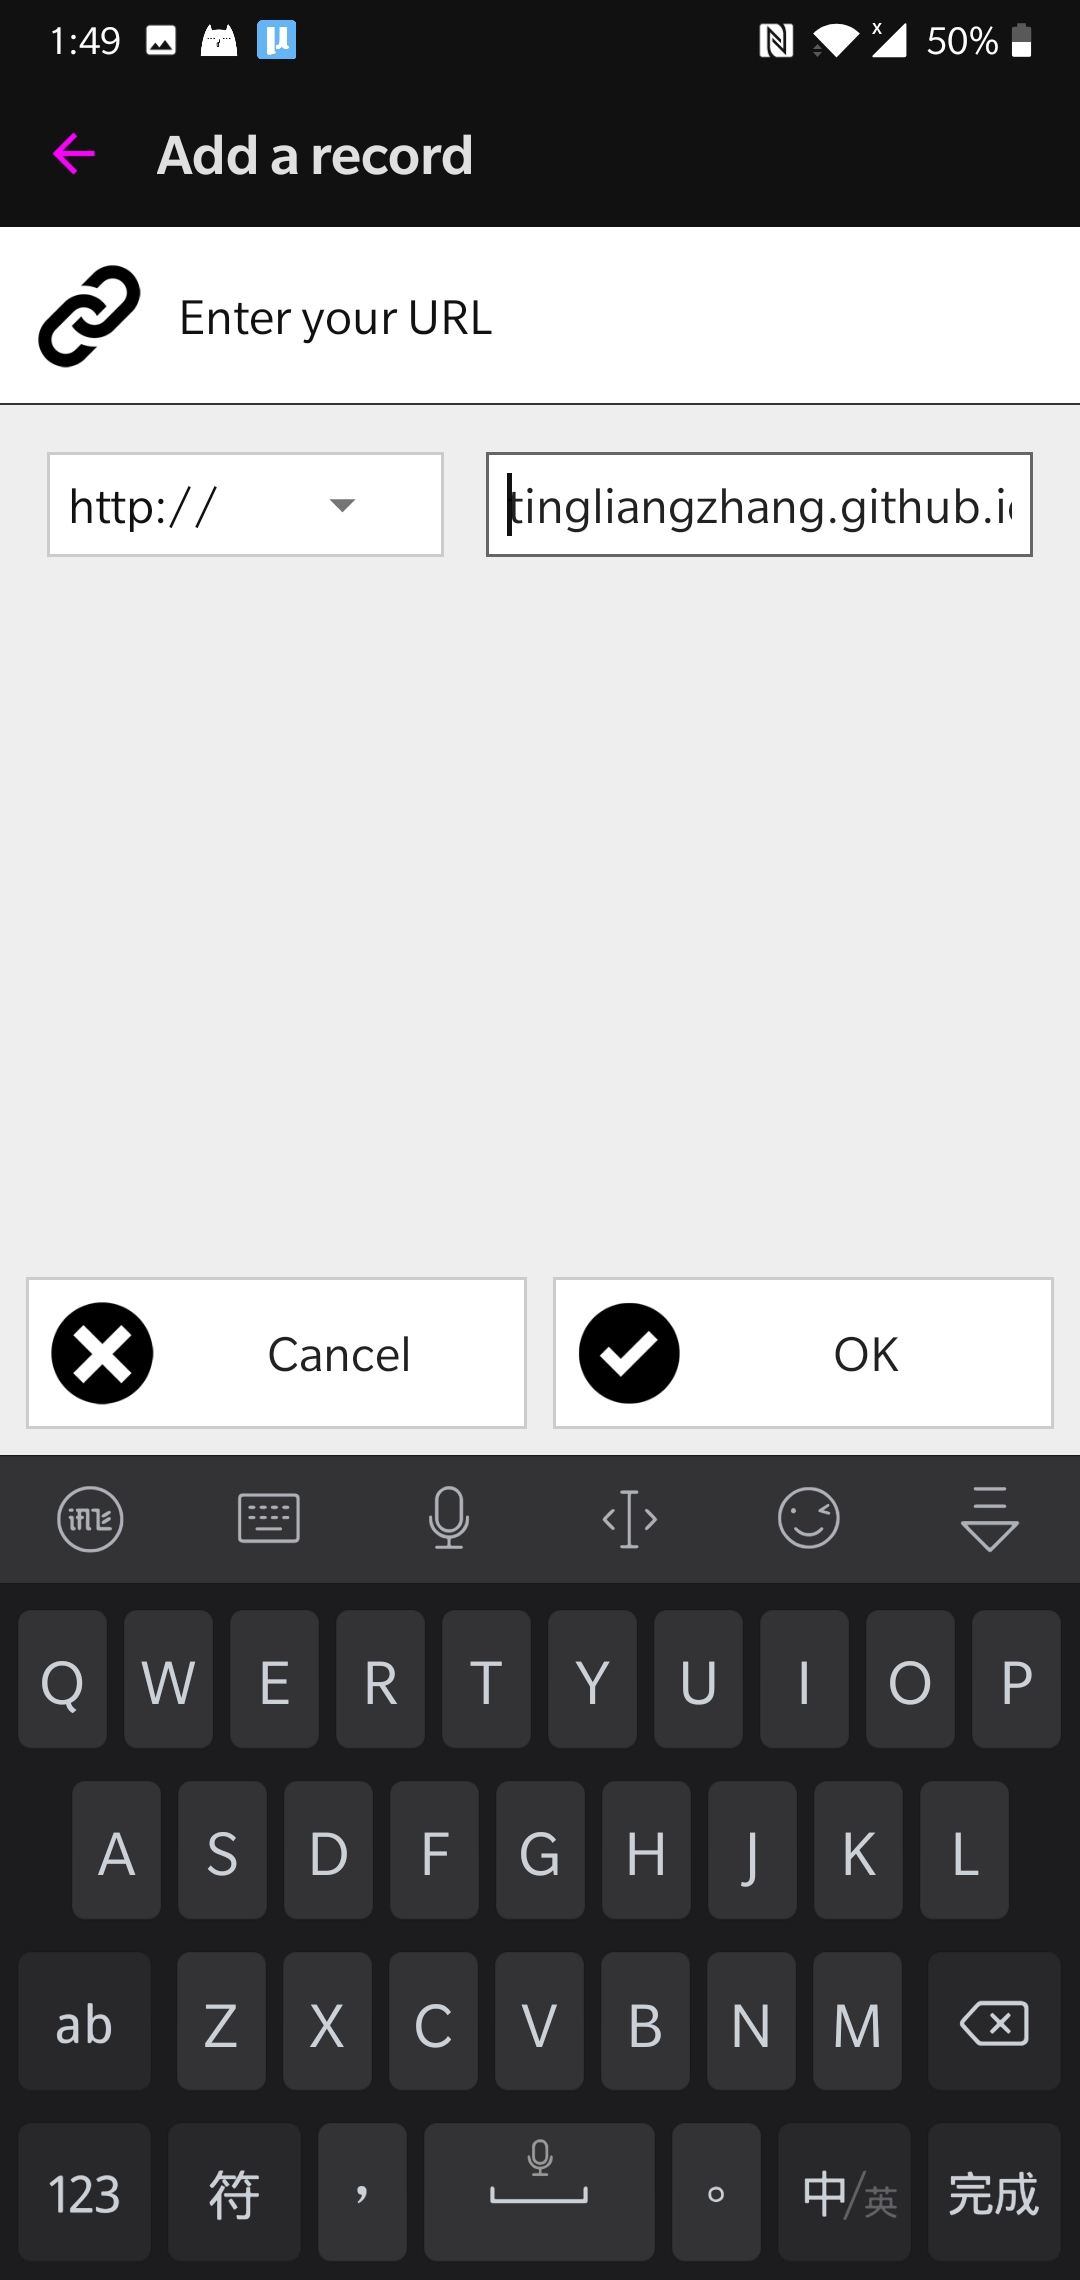 1:49
50%
Add a record
Enter your URL
http://
tingliangzhang.github.io
Cancel
OK
Q W E R T Y U I O P
A S D F G H J K L
ab Z X C V B N M
123 符 , 。 中/英 完成